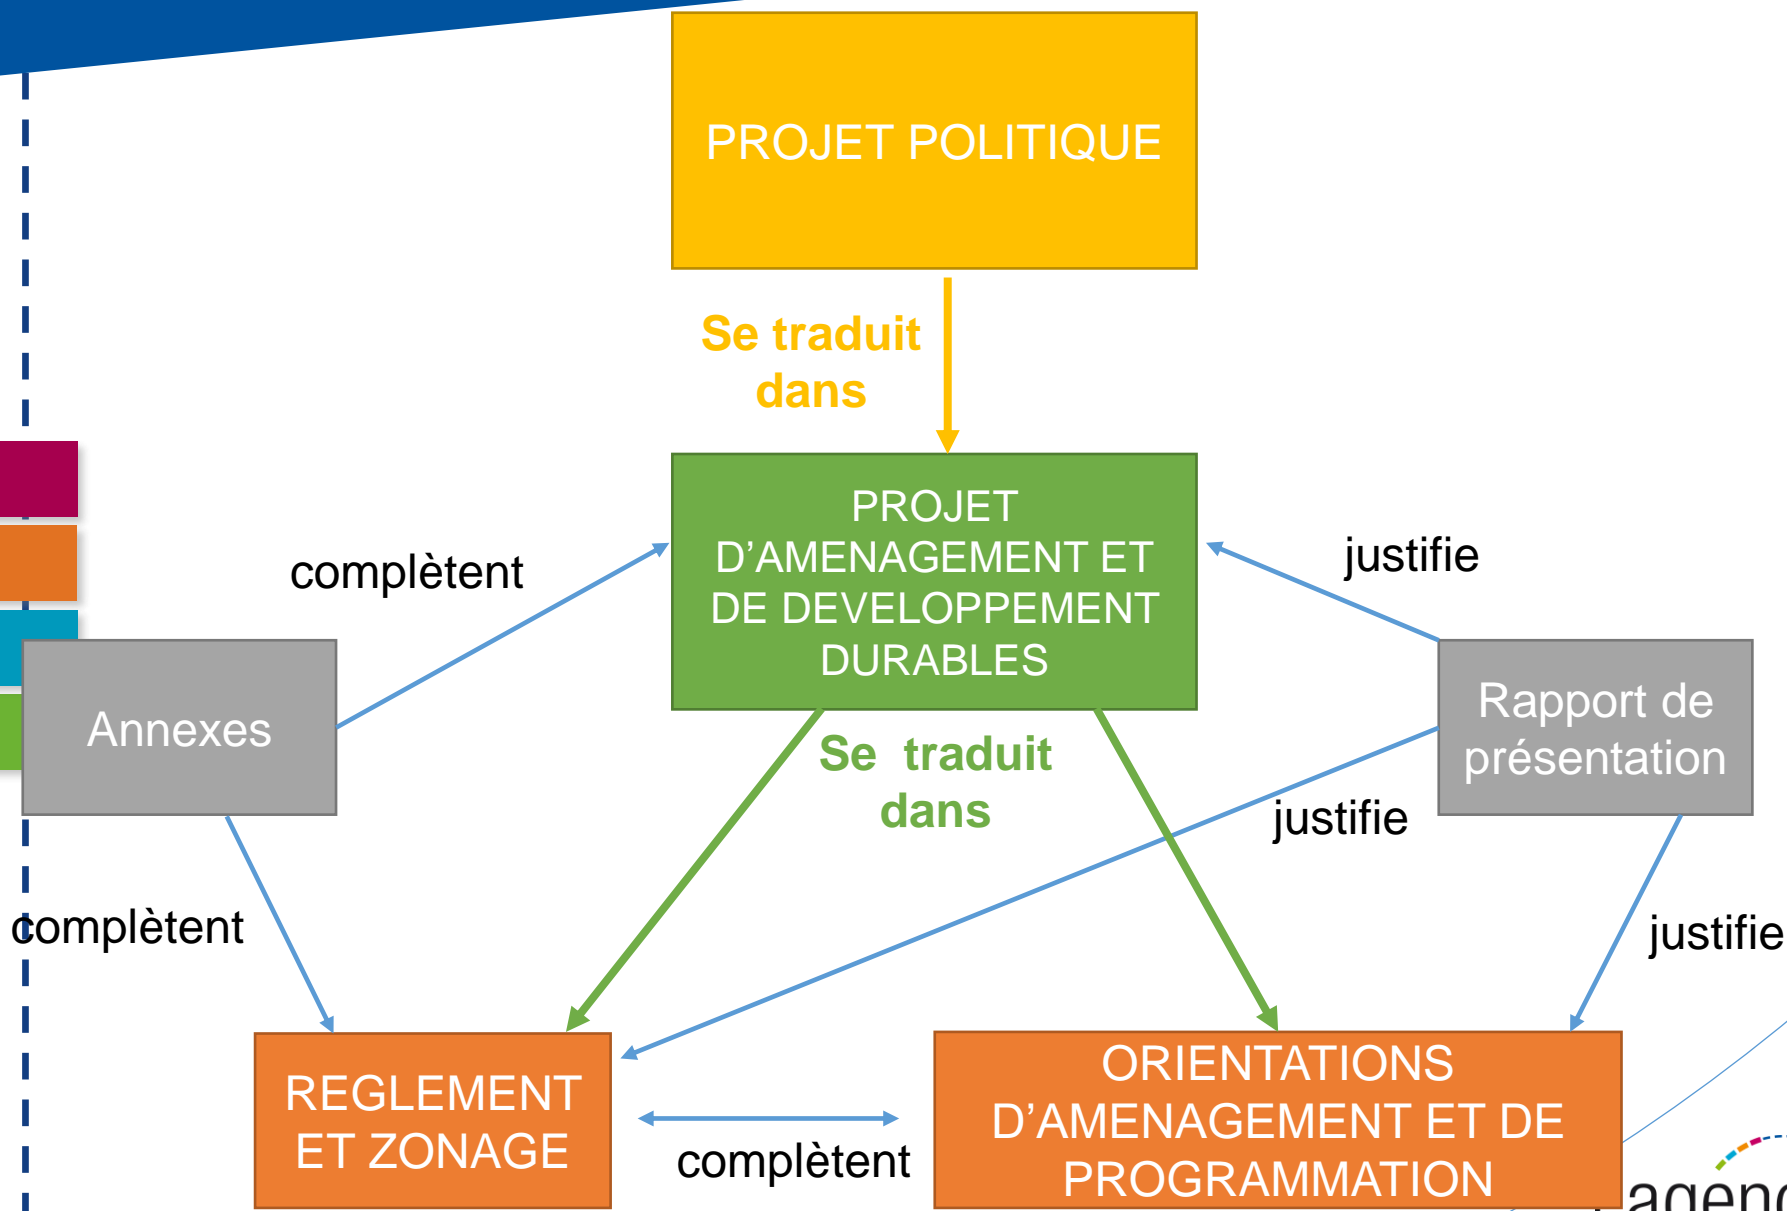 PROJET POLITIQUE
Se traduit
dans
PROJET
D’AMENAGEMENT ET
DE DEVELOPPEMENT
DURABLES
complètent
justifie
Annexes
Rapport de
présentation
Se  traduit
dans
justifie
complètent
justifie
REGLEMENT
ET ZONAGE
complètent
ORIENTATIONS
D’AMENAGEMENT ET DE
PROGRAMMATION